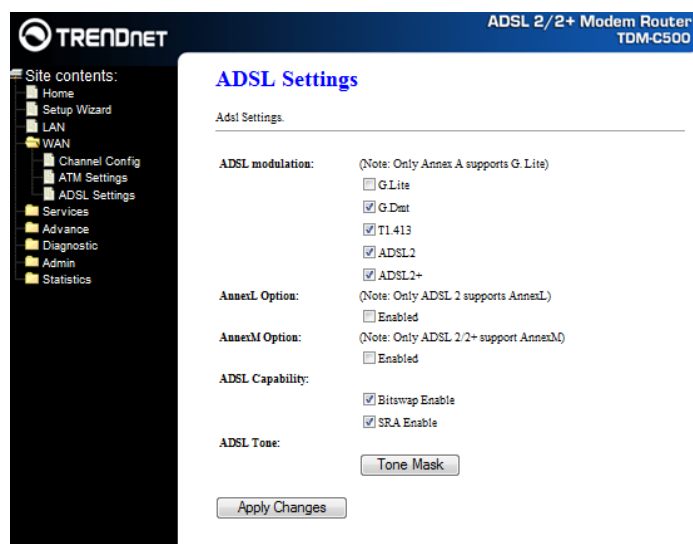 TRENDNET
ADSL 2/2+ Modem Router
TDM-C500
Site contents:
Home
Setup Wizard
LAN
WAN
Channel Config
ATM Settings
ADSL Settings
Services
Advance
Diagnostic
Admin
Statistics
ADSL Settings
Adsl Settings.
ADSL modulation: (Note: Only Annex A supports G. Lite)
G.Lite
G.Dmt
T1.413
ADSL2
ADSL2+
AnnexL Option: (Note: Only ADSL 2 supports AnnexL)
Enabled
AnnexM Option: (Note: Only ADSL 2/2+ support AnnexM)
Enabled
ADSL Capability:
Bitswap Enable
SRA Enable
ADSL Tone:
Tone Mask
Apply Changes